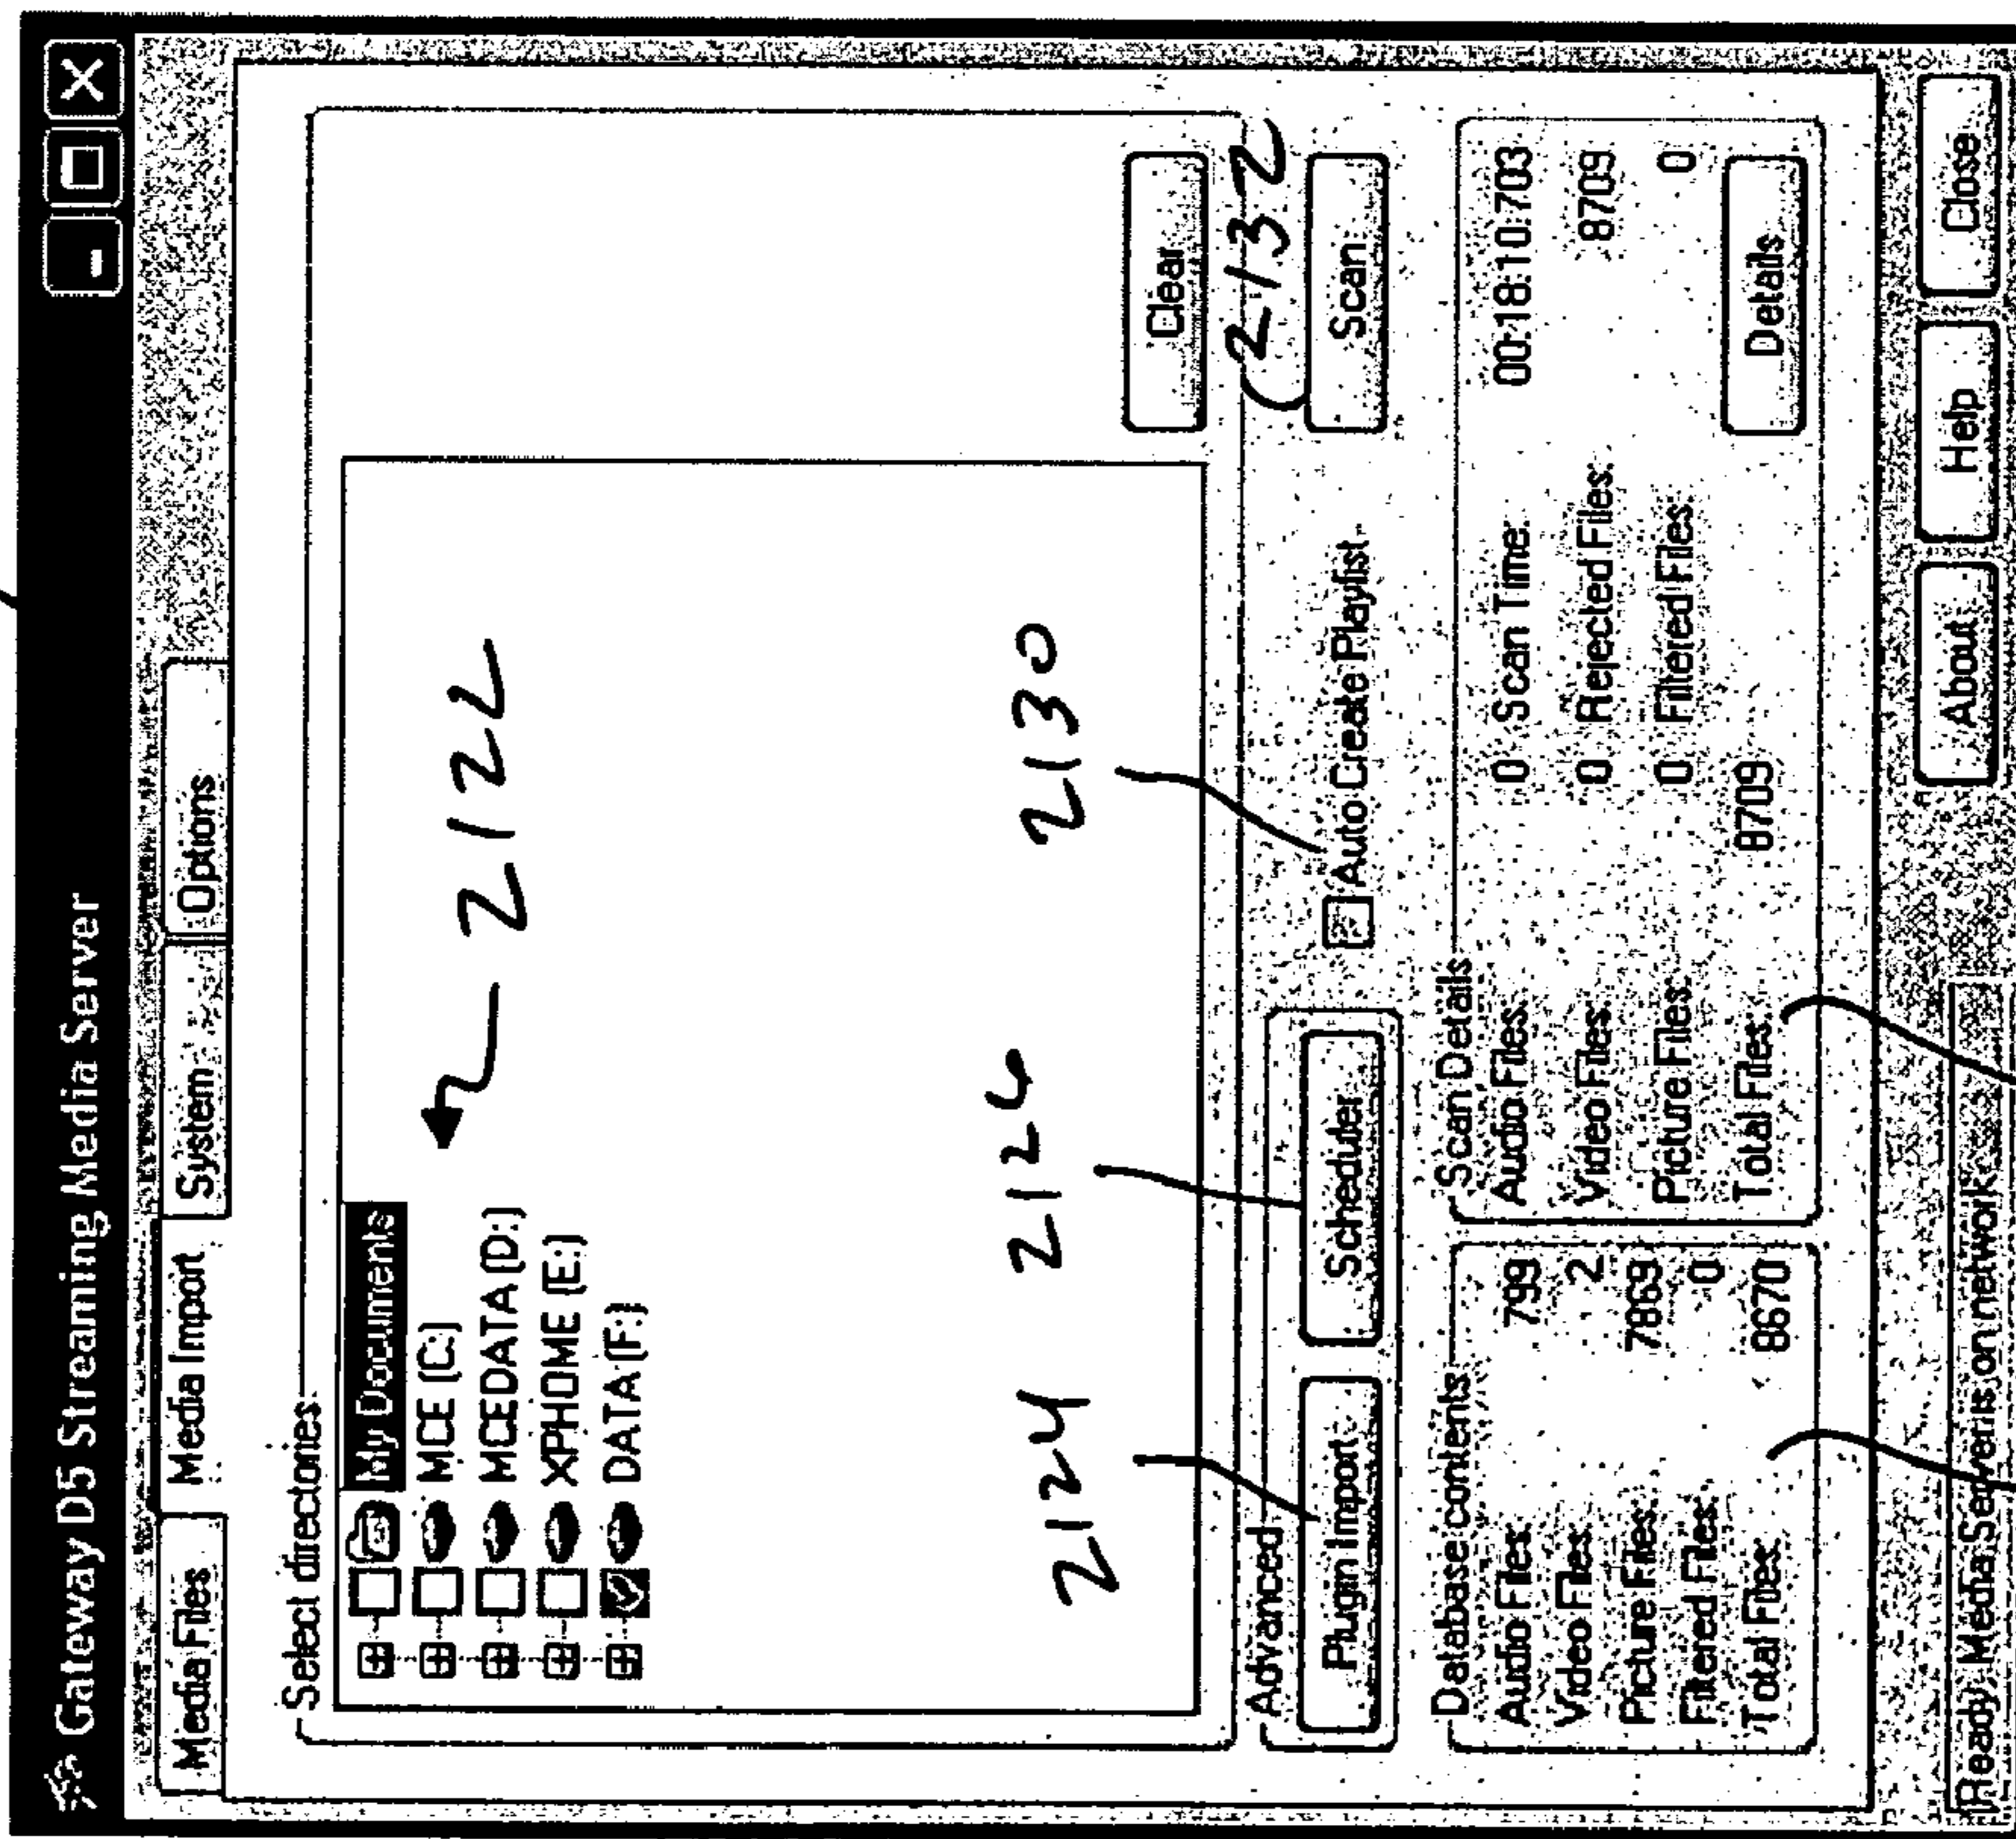 Gateway D5 Streaming Media Server
Media Files Media Import System Options
Select directories
My Documents
MCE (C:)
MCEDATA (D:)
XPHOME (E:)
DATA (F:)
2122
2124 2126 2130
Clear
2132
Advanced
Plugin Import Scheduler Auto Create Playlist Scan
Database contents
Audio Files: 799
Video Files: 2
Picture Files: 7869
Filtered Files: 0
Total Files: 8670
Scan Details
Audio Files: 0 Scan Time: 00:18:10:703
Video Files: 0 Rejected Files: 8709
Picture Files: 0 Filtered Files: 0
Total Files: 8709
Details
Ready, Media Server is on network
About Help Close